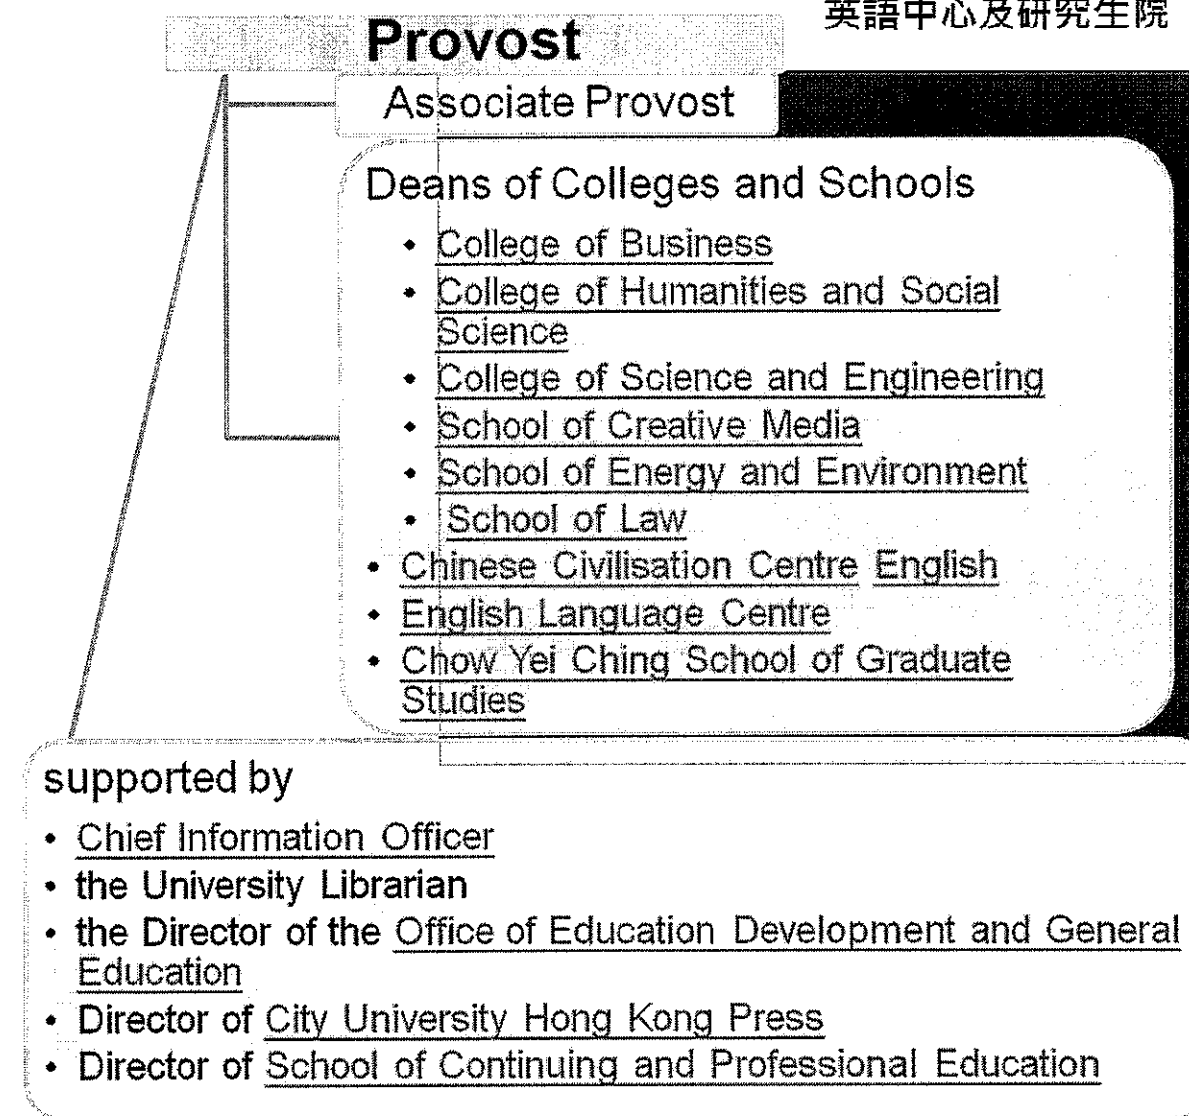 英語中心及研究生院
Provost
Associate Provost
Deans of Colleges and Schools
• College of Business
• College of Humanities and Social
Science
• College of Science and Engineering
• School of Creative Media
• School of Energy and Environment
• School of Law
• Chinese Civilisation Centre English
• English Language Centre
• Chow Yei Ching School of Graduate
Studies
supported by
• Chief Information Officer
• the University Librarian
• the Director of the Office of Education Development and General
Education
• Director of City University Hong Kong Press
• Director of School of Continuing and Professional Education